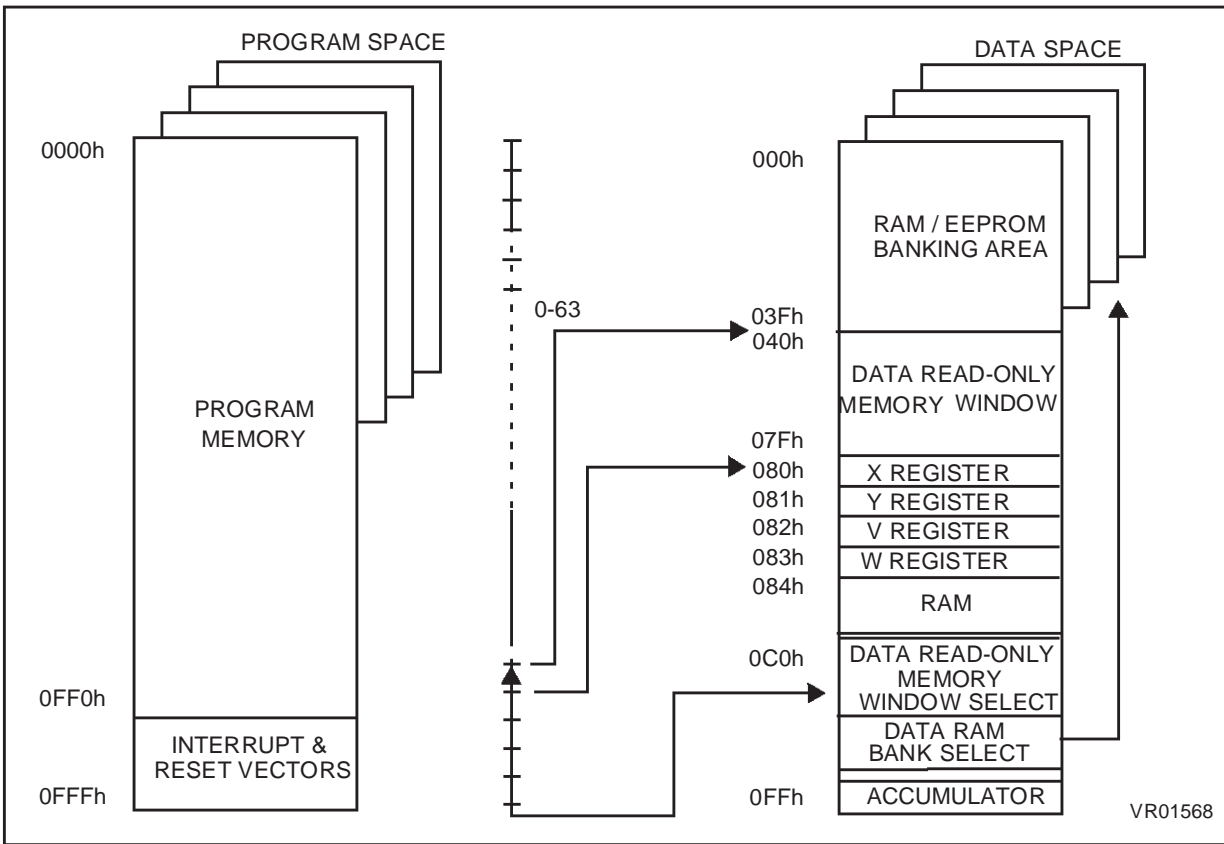 PROGRAM SPACE
0000h
PROGRAM
MEMORY
0FF0h
INTERRUPT &
RESET VECTORS
0FFFh
0-63
DATA SPACE
000h
RAM / EEPROM
BANKING AREA
03Fh
040h
DATA READ-ONLY
MEMORY WINDOW
07Fh
080h
X REGISTER
081h
Y REGISTER
082h
V REGISTER
083h
W REGISTER
084h
RAM
0C0h
DATA READ-ONLY
MEMORY
WINDOW SELECT
DATA RAM
BANK SELECT
0FFh
ACCUMULATOR
VR01568